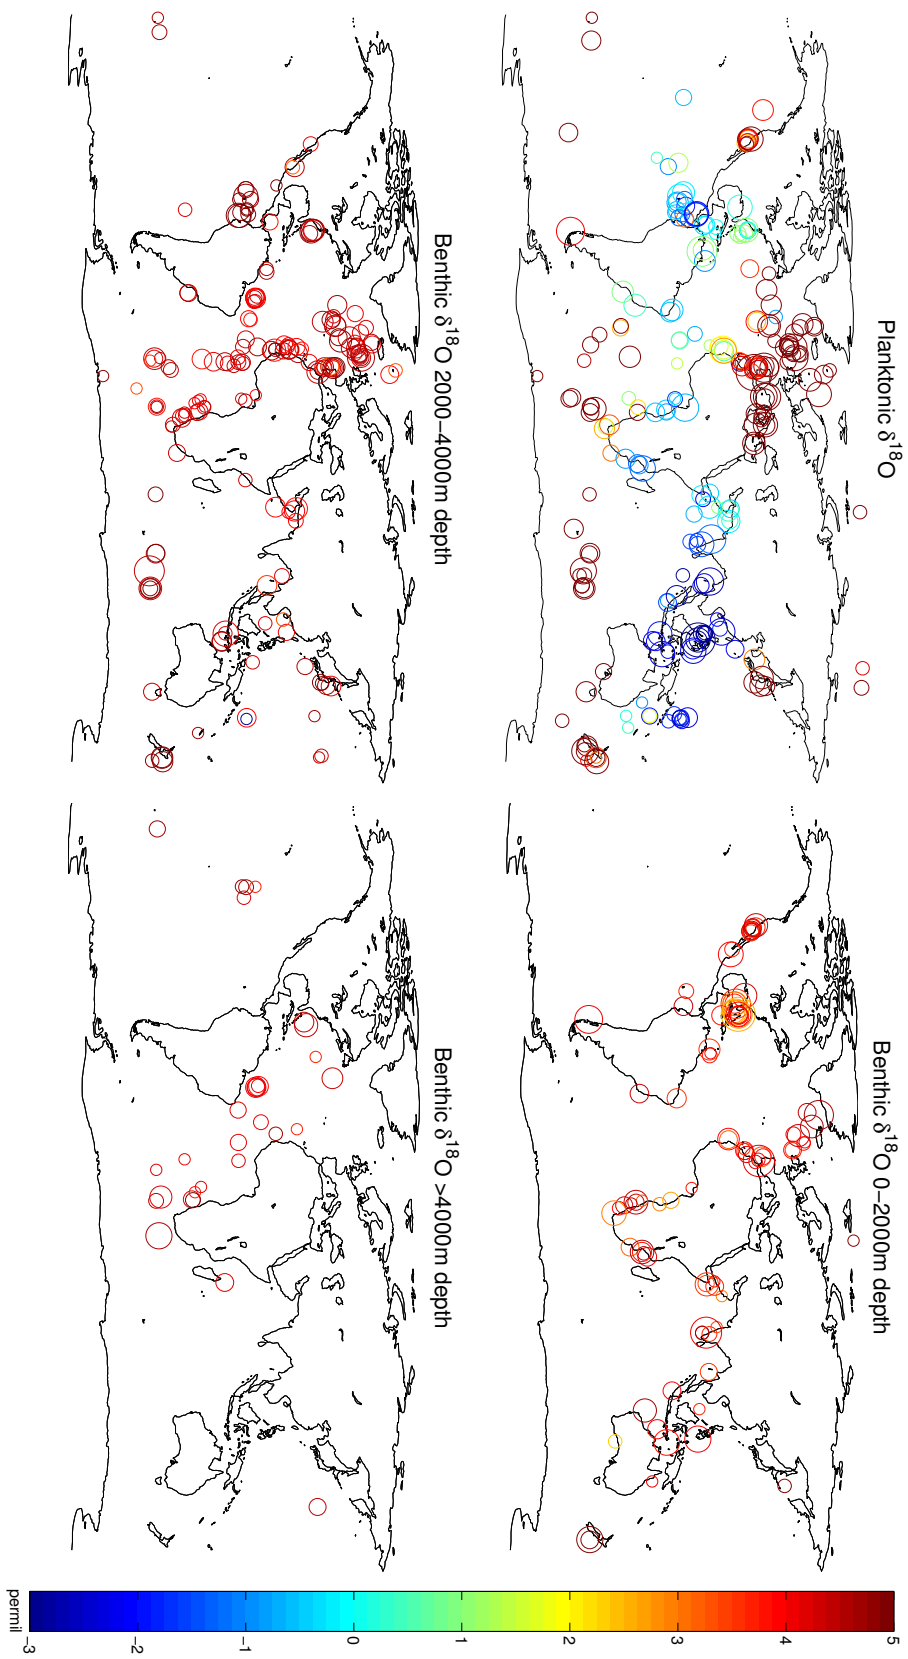 Planktonic δ18O
Benthic δ18O 0−2000m depth
Benthic δ18O 2000−4000m depth
Benthic δ18O >4000m depth
5
4
3
2
1
0
−1
−2
−3
permil